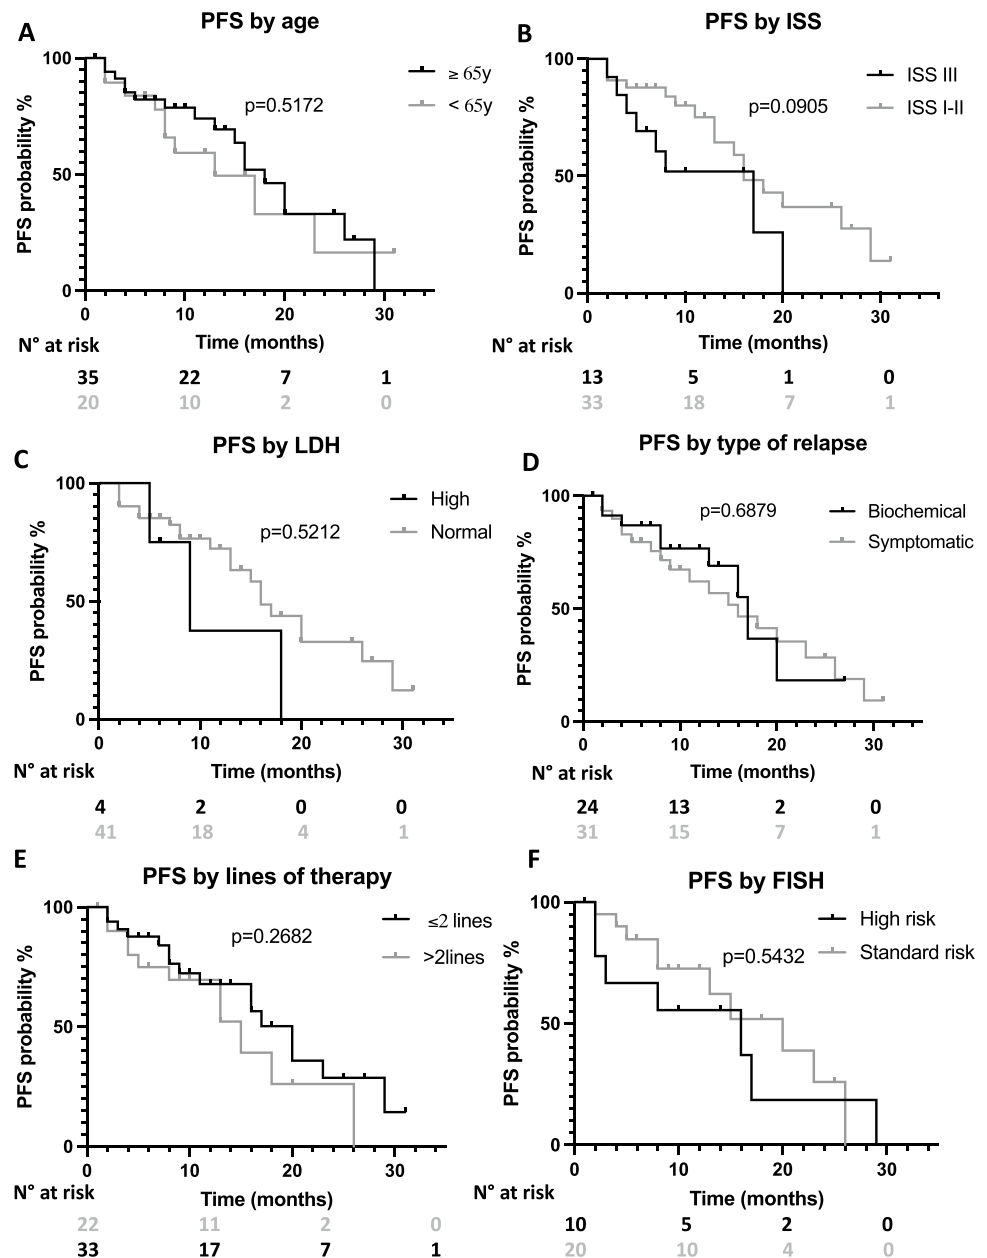 A
PFS by age
100
50
0
PFS probability %
p=0.5172
≥ 65y
< 65y
0 10 20 30
Time (months)
N° at risk
35 22 7 1
20 10 2 0
B
PFS by ISS
100
50
0
PFS probability %
p=0.0905
ISS III
ISS I-II
0 10 20 30
Time (months)
N° at risk
13 5 1 0
33 18 7 1
C
PFS by LDH
100
50
0
PFS probability %
p=0.5212
High
Normal
0 10 20 30
Time (months)
N° at risk
4 2 0 0
41 18 4 1
D
PFS by type of relapse
100
50
0
PFS probability %
p=0.6879
Biochemical
Symptomatic
0 10 20 30
Time (months)
N° at risk
24 13 2 0
31 15 7 1
E
PFS by lines of therapy
100
50
0
PFS probability %
p=0.2682
≤2 lines
>2lines
0 10 20 30
Time (months)
N° at risk
22 11 2 0
33 17 7 1
F
PFS by FISH
100
50
0
PFS probability %
p=0.5432
High risk
Standard risk
0 10 20 30
Time (months)
N° at risk
10 5 2 0
20 10 4 0